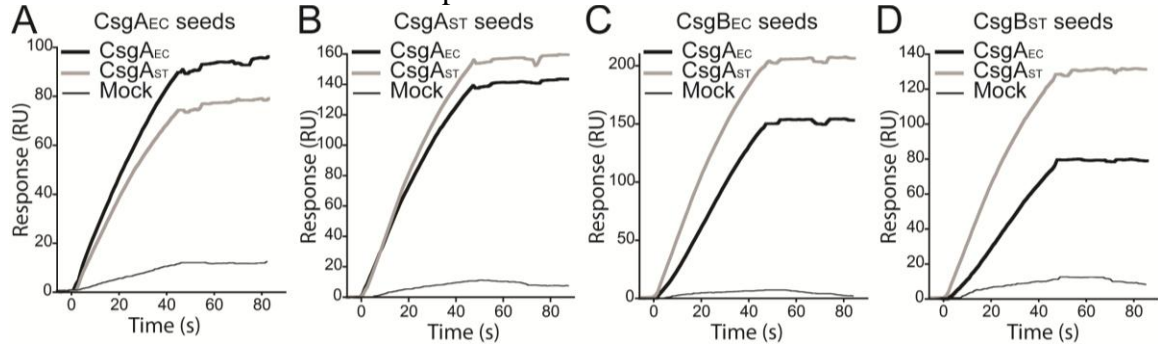 A CsgAEC seeds
CsgAEC
CsgAST
Mock
Response (RU)
100
80
60
40
20
0
0 20 40 60 80
Time (s)
B CsgAST seeds
CsgAEC
CsgAST
Mock
Response (RU)
160
140
120
100
80
60
40
20
0
0 20 40 60 80
Time (s)
C CsgBEC seeds
CsgAEC
CsgAST
Mock
Response (RU)
200
150
100
50
0
0 20 40 60 80
Time (s)
D CsgBST seeds
CsgAEC
CsgAST
Mock
Response (RU)
140
120
100
80
60
40
20
0
0 20 40 60 80
Time (s)